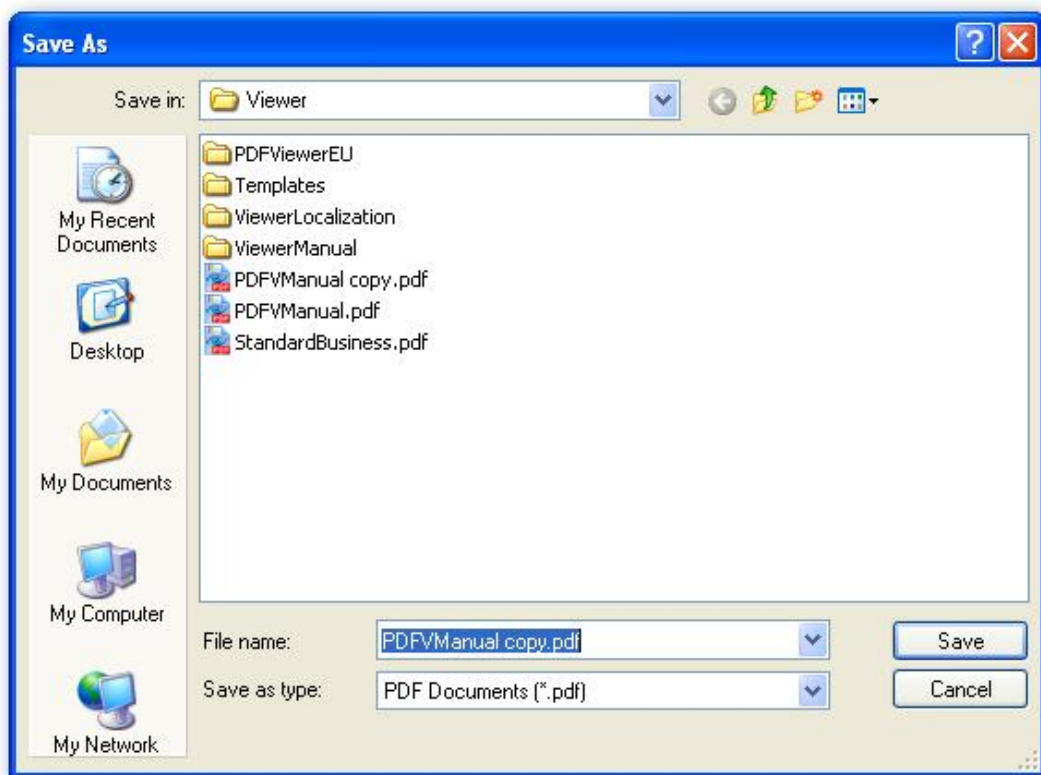 Save As
Save in:
Viewer
My Recent
Documents
Desktop
My Documents
My Computer
My Network
PDFViewerEU
Templates
ViewerLocalization
ViewerManual
PDFVManual copy.pdf
PDFVManual.pdf
StandardBusiness.pdf
File name:
PDFVManual copy.pdf
Save
Save as type:
PDF Documents (*.pdf)
Cancel